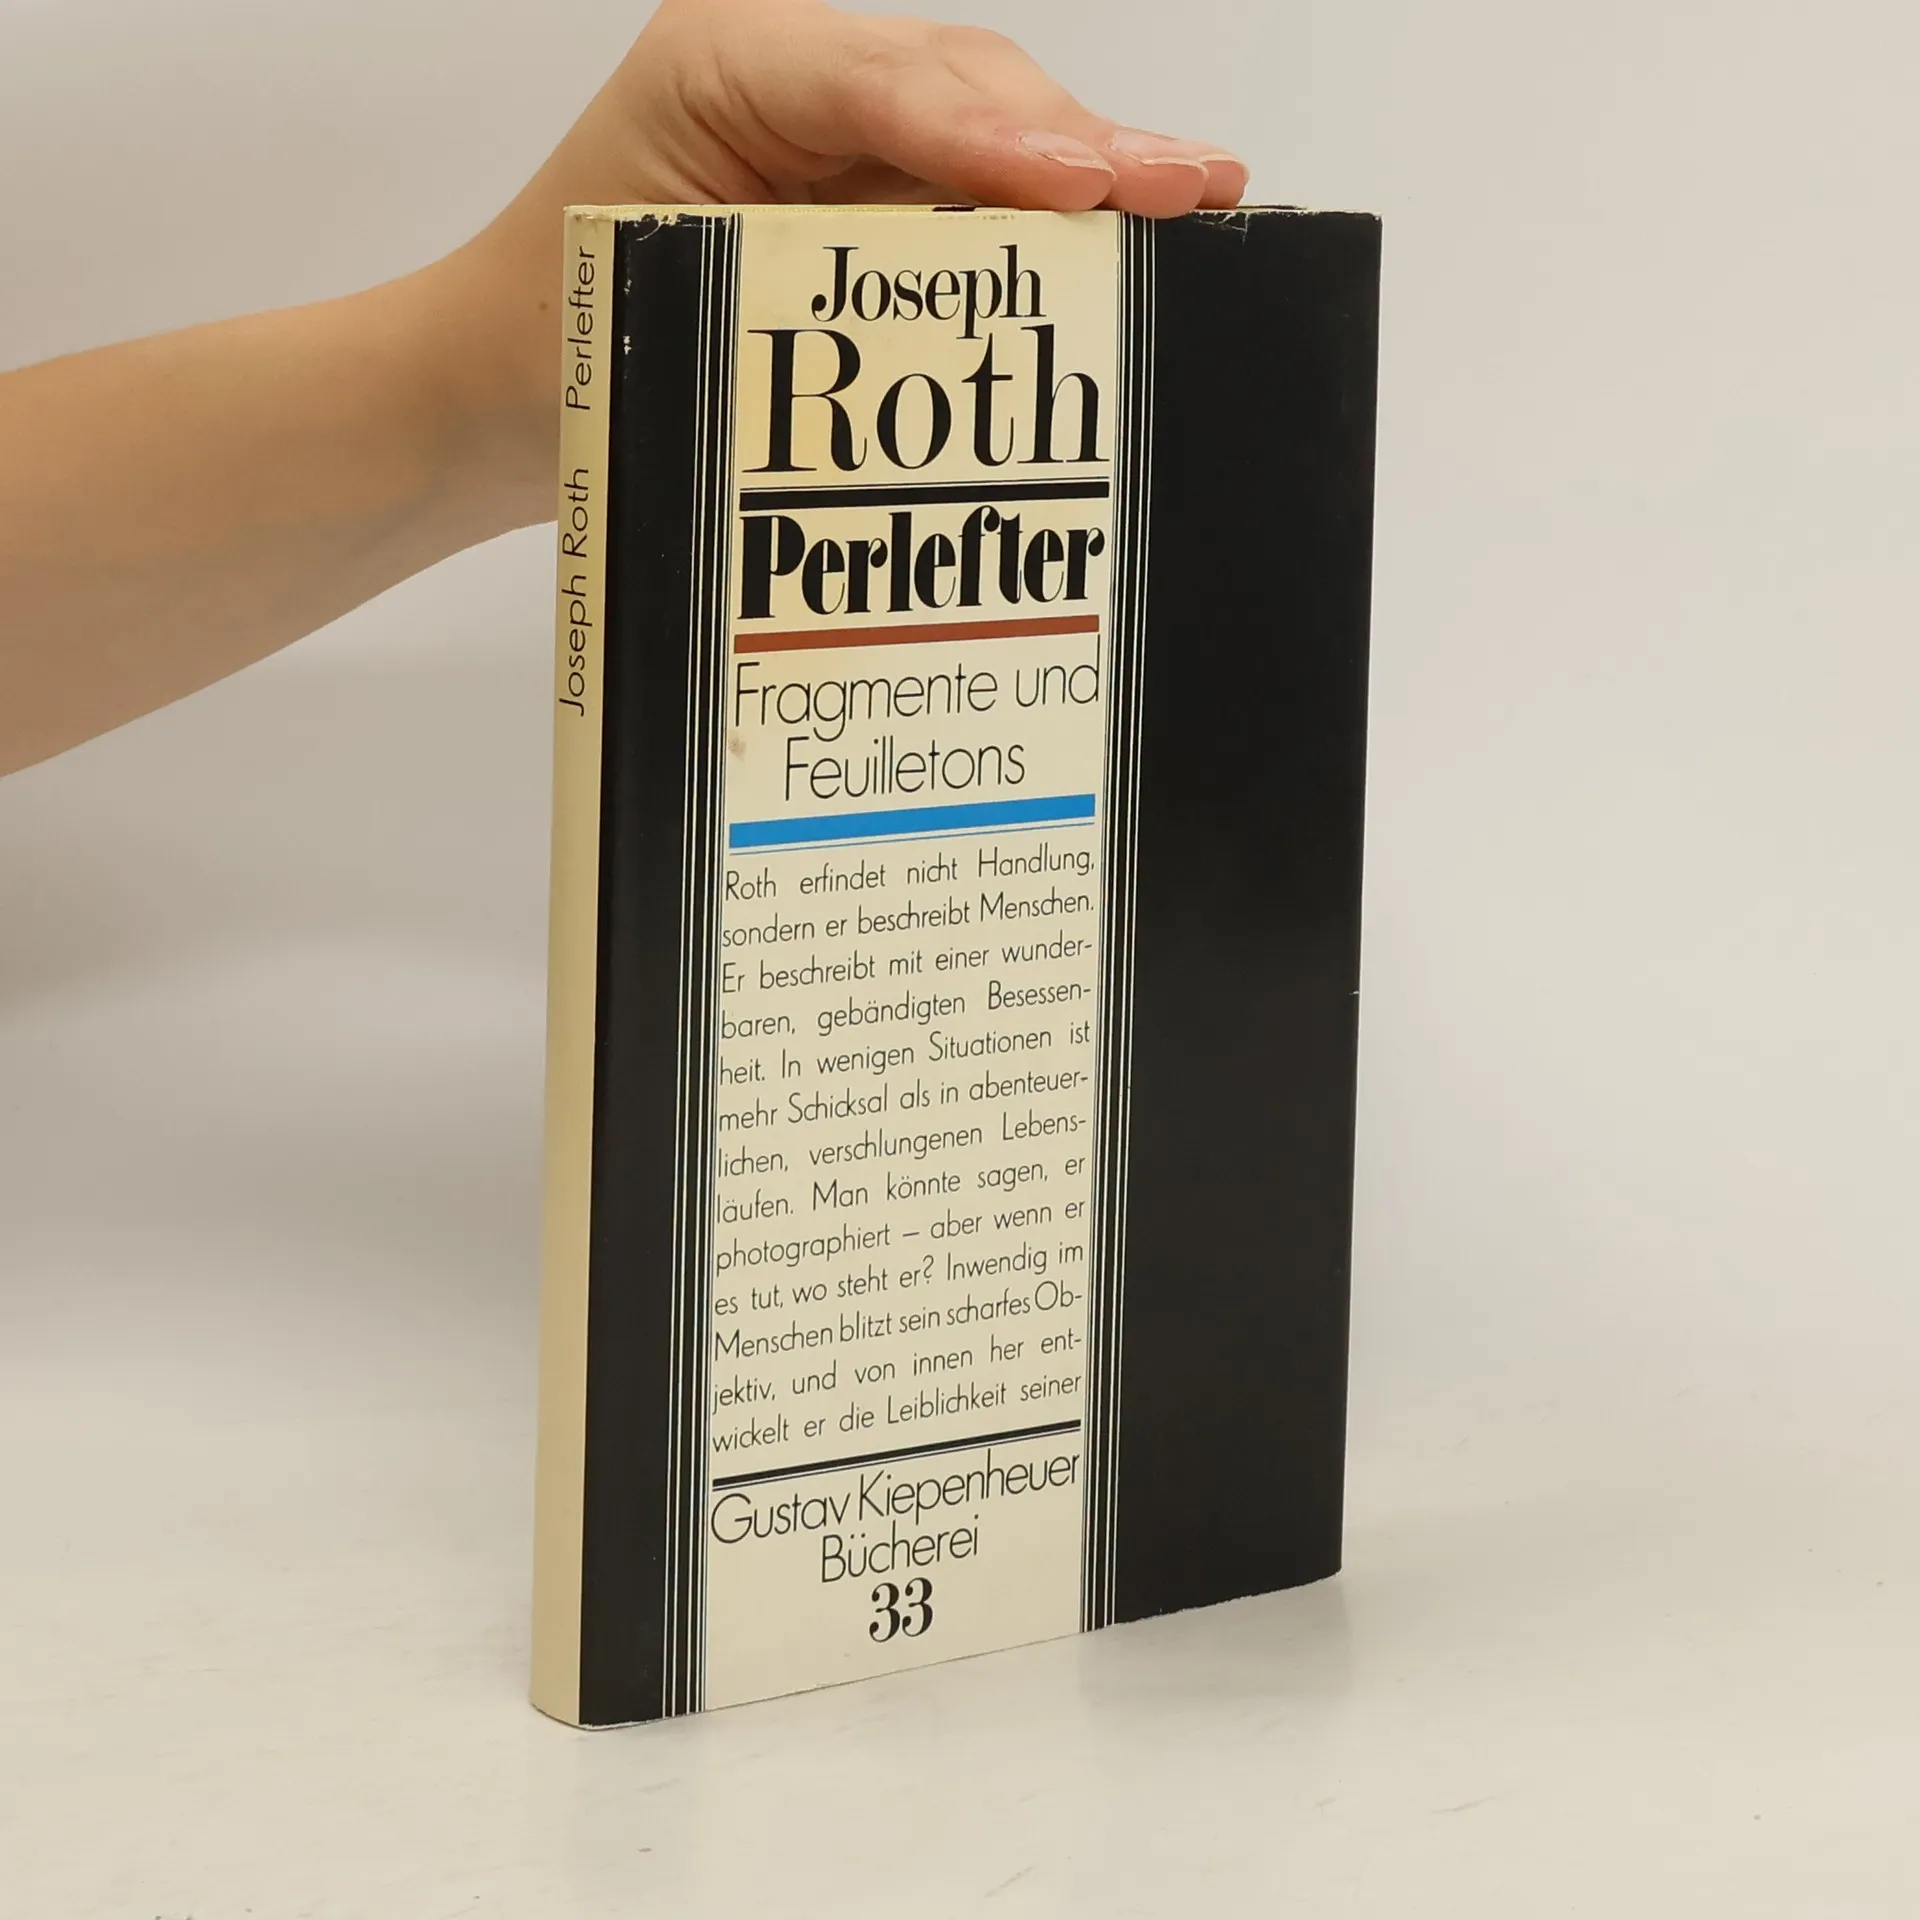 Joseph Roth Perlefter
Joseph
Roth
Perlefter
Fragmente und
Feuilletons
Roth erfindet nicht Handlung,
sondern er beschreibt Menschen.
Er beschreibt mit einer wunder-
baren, gebändigten Besessen-
heit. In wenigen Situationen ist
mehr Schicksal als in abenteuer-
lichen, verschlungenen Lebens-
läufen. Man könnte sagen, er
photographiert – aber wenn er
es tut, wo steht er? Inwendig im
Menschen blitzt sein scharfes Ob-
jektiv, und von innen her ent-
wickelt er die Leiblichkeit seiner
Gustav Kiepenheuer
Bücherei
33